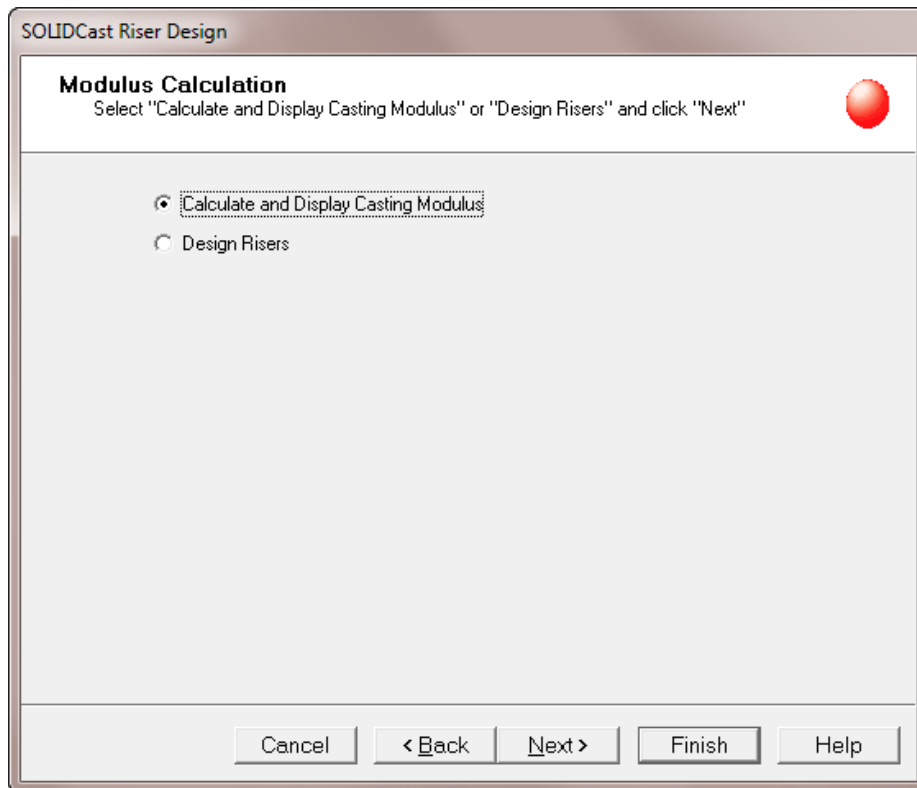 SOLIDCast Riser Design
Modulus Calculation
Select "Calculate and Display Casting Modulus" or "Design Risers" and click "Next"
Calculate and Display Casting Modulus
Design Risers
Cancel
< Back
Next >
Finish
Help